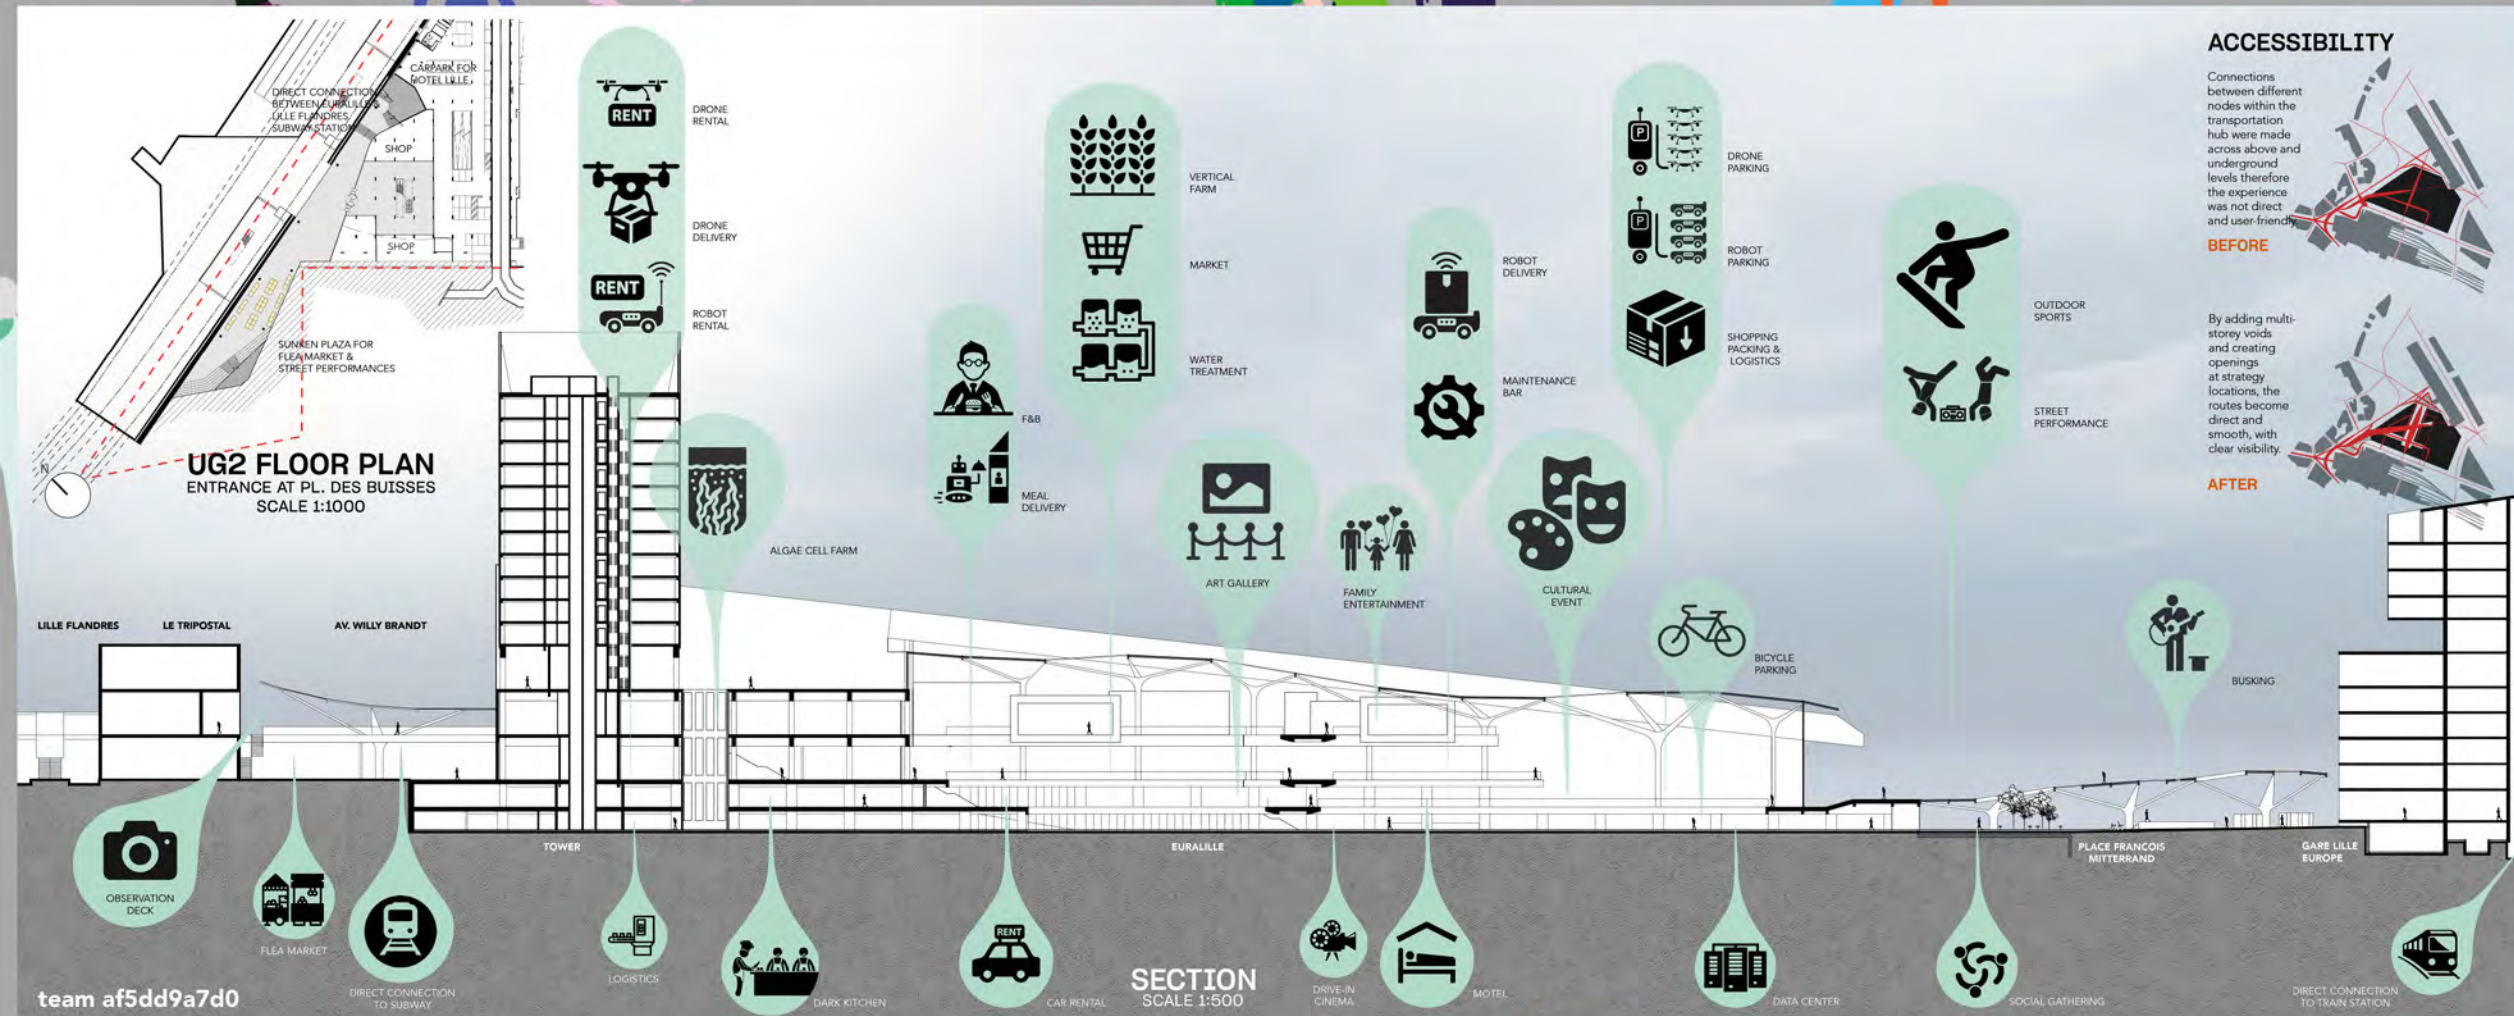 CARPARK FOR
HOTEL LILLE
DIRECT CONNECTION
BETWEEN EURALILLE &
LILLE FLANDRES
SUBWAY STATION
SHOP
SHOP
SUNKEN PLAZA FOR
FLEA MARKET &
STREET PERFORMANCES
N
UG2 FLOOR PLAN
ENTRANCE AT PL. DES BUISSES
SCALE 1:1000
RENT
DRONE
RENTAL
DRONE
DELIVERY
RENT
ROBOT
RENTAL
ALGAE CELL FARM
F&B
MEAL
DELIVERY
VERTICAL
FARM
MARKET
WATER
TREATMENT
ART GALLERY
FAMILY
ENTERTAINMENT
ROBOT
DELIVERY
MAINTENANCE
BAR
CULTURAL
EVENT
P
DRONE
PARKING
P
ROBOT
PARKING
SHOPPING
PACKING &
LOGISTICS
BICYCLE
PARKING
OUTDOOR
SPORTS
STREET
PERFORMANCE
BUSKING
ACCESSIBILITY
Connections
between different
nodes within the
transportation
hub were made
across above and
underground
levels therefore
the experience
was not direct
and user-friendly
BEFORE
By adding multi-
storey voids
and creating
openings
at strategy
locations, the
routes become
direct and
smooth, with
clear visibility.
AFTER
LILLE FLANDRES
LE TRIPOSTAL
AV. WILLY BRANDT
TOWER
EURALILLE
PLACE FRANCOIS
MITTERRAND
GARE LILLE
EUROPE
OBSERVATION
DECK
FLEA MARKET
DIRECT CONNECTION
TO SUBWAY
LOGISTICS
DARK KITCHEN
RENT
CAR RENTAL
SECTION
SCALE 1:500
DRIVE-IN
CINEMA
MOTEL
DATA CENTER
SOCIAL GATHERING
DIRECT CONNECTION
TO TRAIN STATION
team af5dd9a7d0